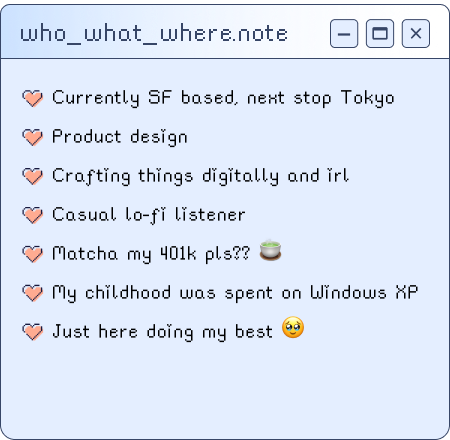 who_what_where.note
Currently SF based, next stop Tokyo
Product design
Crafting things digitally and irl
Casual lo-fi listener
Matcha my 401k pls?? 🍵
My childhood was spent on Windows XP
Just here doing my best 🥹